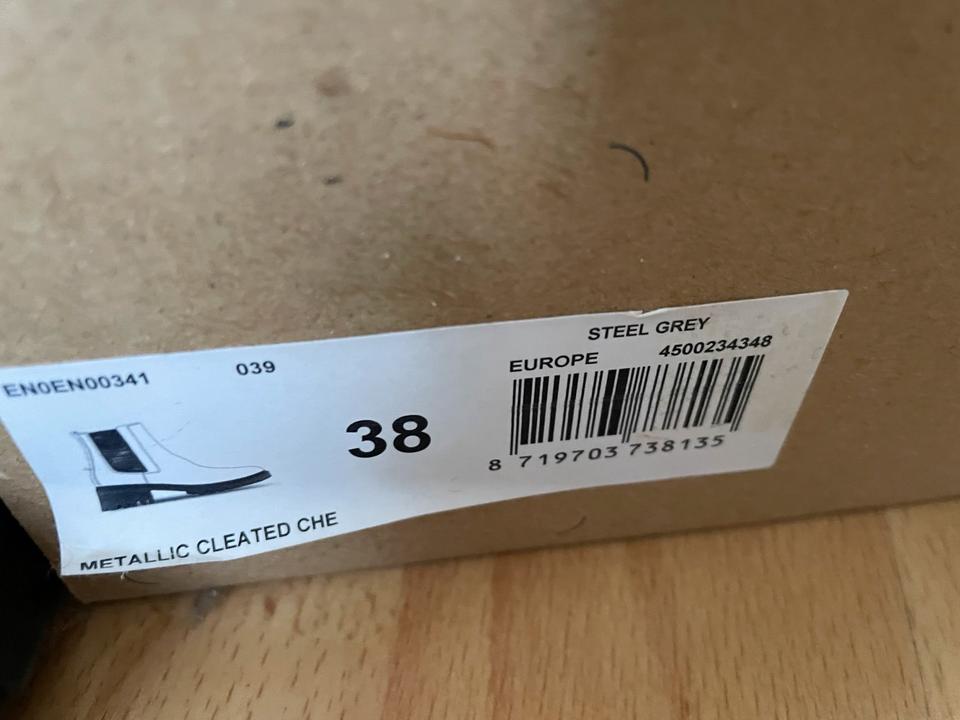 EN0EN00341 039
38
METALLIC CLEATED CHE
STEEL GREY
EUROPE 4500234348
8 719703 738135